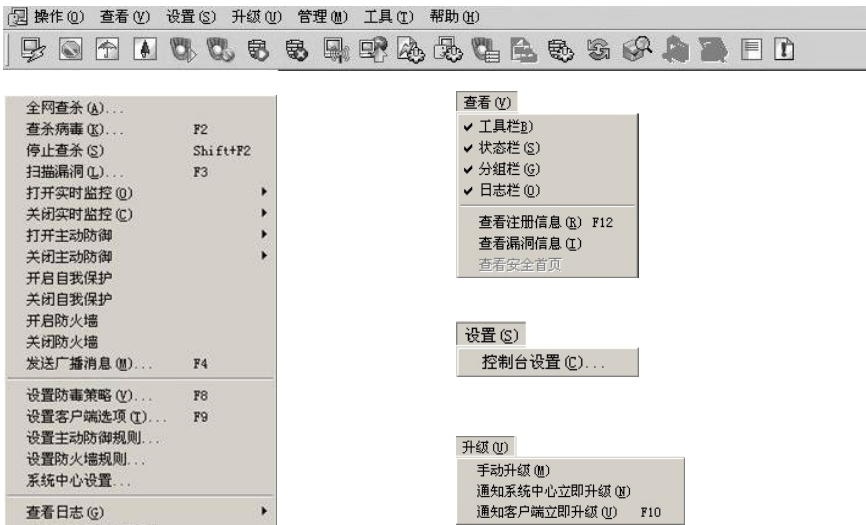 操作(O) 查看(V) 设置(S) 升级(U) 管理(M) 工具(T) 帮助(H)
全网查杀(A)...
查杀病毒(K)... F2
停止查杀(S) Shift+F2
扫描漏洞(L)... F3
打开实时监控(O)
关闭实时监控(C)
打开主动防御
关闭主动防御
开启自我保护
关闭自我保护
开启防火墙
关闭防火墙
发送广播消息(M)... F4
设置防毒策略(V)... F8
设置客户端选项(T)... F9
设置主动防御规则...
设置防火墙规则...
系统中心设置...
查看日志(G)
查看(V)
工具栏B)
状态栏(S)
分组栏(G)
日志栏(O)
查看注册信息(R) F12
查看漏洞信息(I)
查看安全首页
设置(S)
控制台设置(C)...
升级(U)
手动升级(M)
通知系统中心立即升级(N)
通知客户端立即升级(U) F10